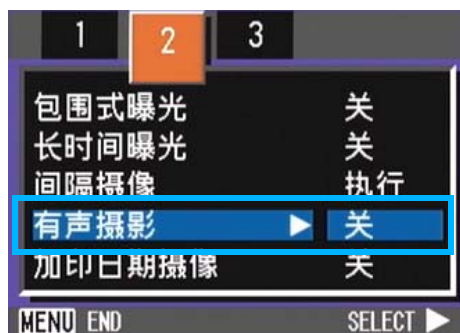 1 2 3
包围式曝光 关
长时间曝光 关
间隔摄像 执行
有声摄影 ▶ 关
加印日期摄像 关
MENU END SELECT ▶